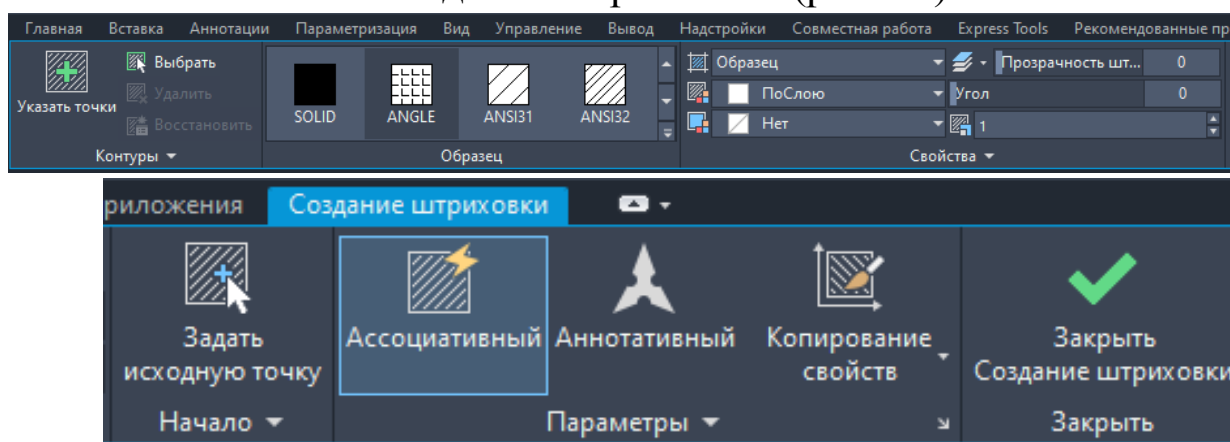 Главная Вставка Аннотации Параметризация Вид Управление Вывод Надстройки Совместная работа Express Tools Рекомендованные пр
Указать точки
Выбрать
Удалить
Восстановить
Контуры
SOLID ANGLE ANSI31 ANSI32
Образец
Образец
ПоСлою
Нет
Прозрачность шт... 0
Угол 0
1
Свойства
риложения Создание штриховки
Задать
исходную точку
Ассоциативный Аннотативный
Копирование
свойств
Закрыть
Создание штриховки
Начало Параметры Закрыть